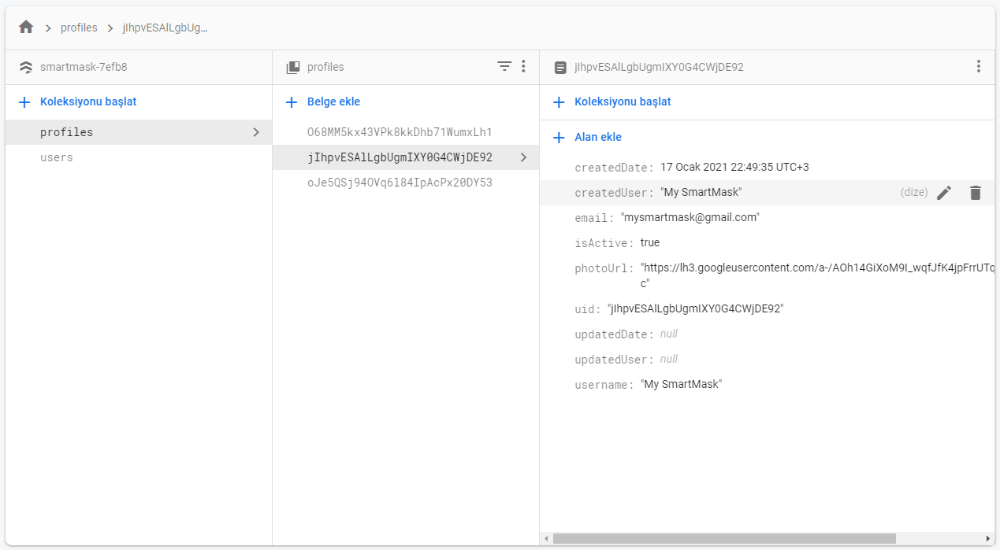 profiles
jIhpvESAlLgbUg...
smartmask-7efb8
Koleksiyonu başlat
profiles
users
profiles
Belge ekle
O68MM5kx43VPk8kkDhb71WumxLh1
jIhpvESAlLgbUgmIXY0G4CWjDE92
oJe5QSj94OVq6l84IpAcPx20DY53
jIhpvESAlLgbUgmIXY0G4CWjDE92
Koleksiyonu başlat
Alan ekle
createdDate: 17 Ocak 2021 22:49:35 UTC+3
createdUser: "My SmartMask" (dize)
email: "mysmartmask@gmail.com"
isActive: true
photoUrl: "https://lh3.googleusercontent.com/a-/AOh14GiXoM9I_wqfJfK4jpFrrUTq
c"
uid: "jIhpvESAlLgbUgmIXY0G4CWjDE92"
updatedDate: null
updatedUser: null
username: "My SmartMask"